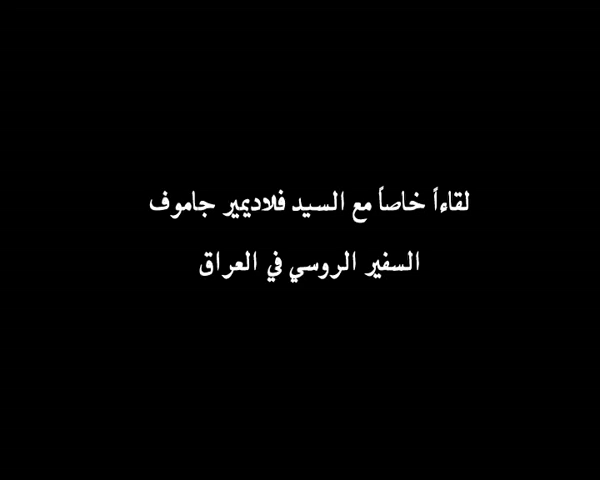 لقاءاً خاصاً مع السيد فلاديمير جاموف
السفير الروسي في العراق